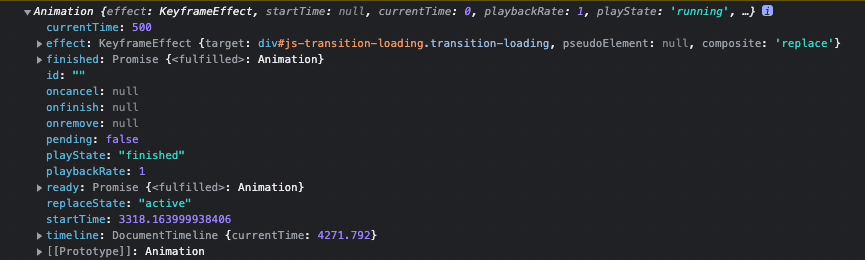 Animation {effect: KeyframeEffect, startTime: null, currentTime: 0, playbackRate: 1, playState: 'running', …} i
currentTime: 500
effect: KeyframeEffect {target: div#js-transition-loading.transition-loading, pseudoElement: null, composite: 'replace'}
finished: Promise {<fulfilled>: Animation}
id: ""
oncancel: null
onfinish: null
onremove: null
pending: false
playState: "finished"
playbackRate: 1
ready: Promise {<fulfilled>: Animation}
replaceState: "active"
startTime: 3318.163999938406
timeline: DocumentTimeline {currentTime: 4271.792}
[[Prototype]]: Animation